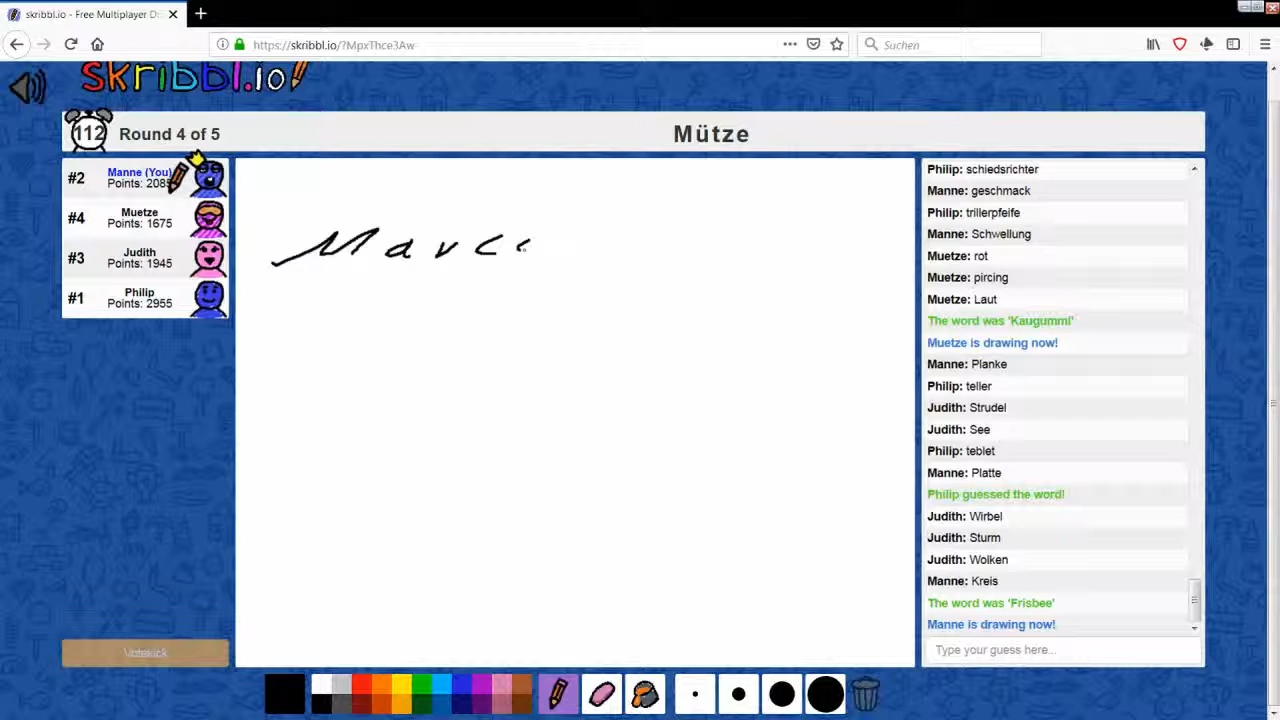 skribbl.io - Free Multiplayer Dr
https://skribbl.io/?MpxThce3Aw
Suchen
skribbl.io!
112
Round 4 of 5
Mütze
#2
Manne (You)
Points: 2085
#4
Muetze
Points: 1675
#3
Judith
Points: 1945
#1
Philip
Points: 2955
Votekick
Philip: schiedsrichter
Manne: geschmack
Philip: trillerpfeife
Manne: Schwellung
Muetze: rot
Muetze: pircing
Muetze: Laut
The word was 'Kaugummi'
Muetze is drawing now!
Manne: Planke
Philip: teller
Judith: Strudel
Judith: See
Philip: teblet
Manne: Platte
Philip guessed the word!
Judith: Wirbel
Judith: Sturm
Judith: Wolken
Manne: Kreis
The word was 'Frisbee'
Manne is drawing now!
Type your guess here...